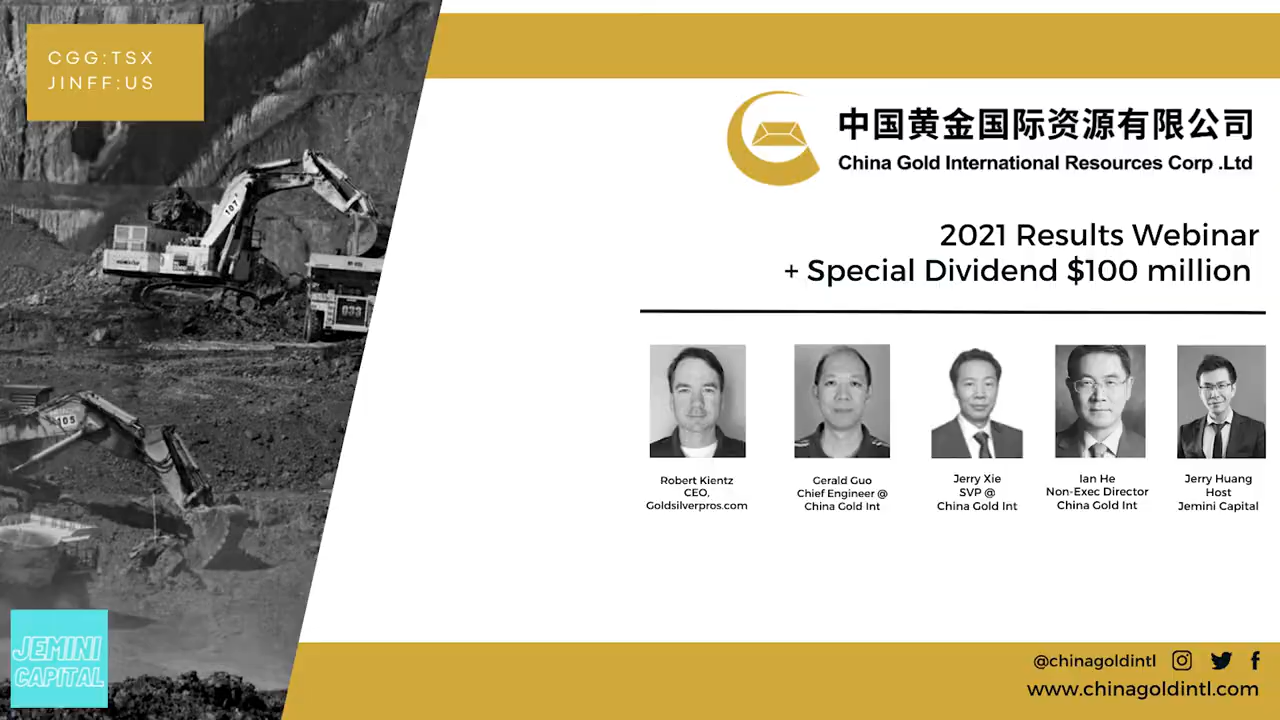 CGG:TSX
JINFF:US
中国黄金国际资源有限公司
China Gold International Resources Corp .Ltd
2021 Results Webinar
+ Special Dividend $100 million
107
033
105
Robert Kientz
CEO,
Goldsilverpros.com
Gerald Guo
Chief Engineer @
China Gold Int
Jerry Xie
SVP @
China Gold Int
Ian He
Non-Exec Director
China Gold Int
Jerry Huang
Host
Jemini Capital
JEMINI
CAPITAL
@chinagoldintl
www.chinagoldintl.com